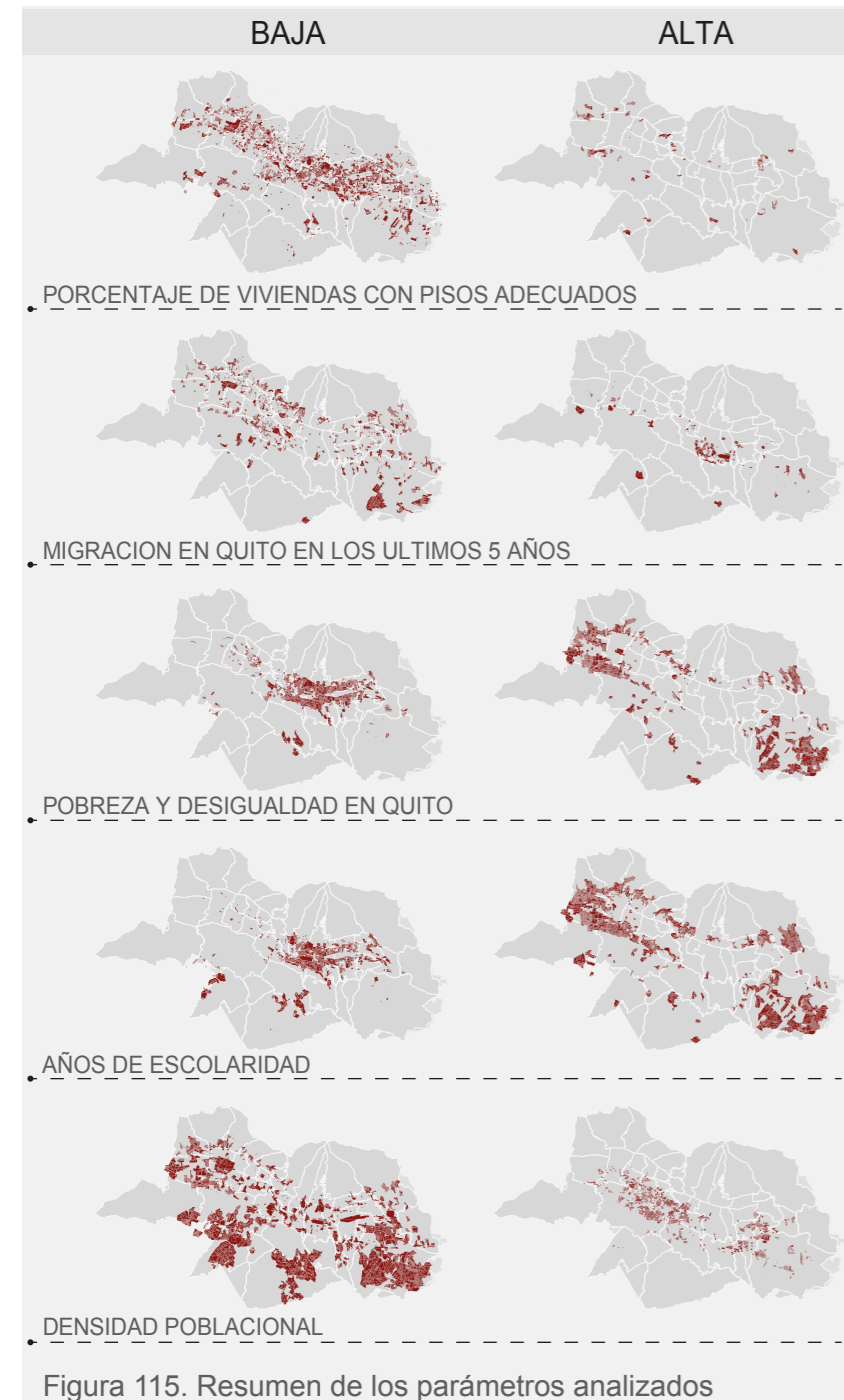 BAJA ALTA
PORCENTAJE DE VIVIENDAS CON PISOS ADECUADOS
MIGRACION EN QUITO EN LOS ULTIMOS 5 AÑOS
POBREZA Y DESIGUALDAD EN QUITO
AÑOS DE ESCOLARIDAD
DENSIDAD POBLACIONAL
Figura 115. Resumen de los parámetros analizados